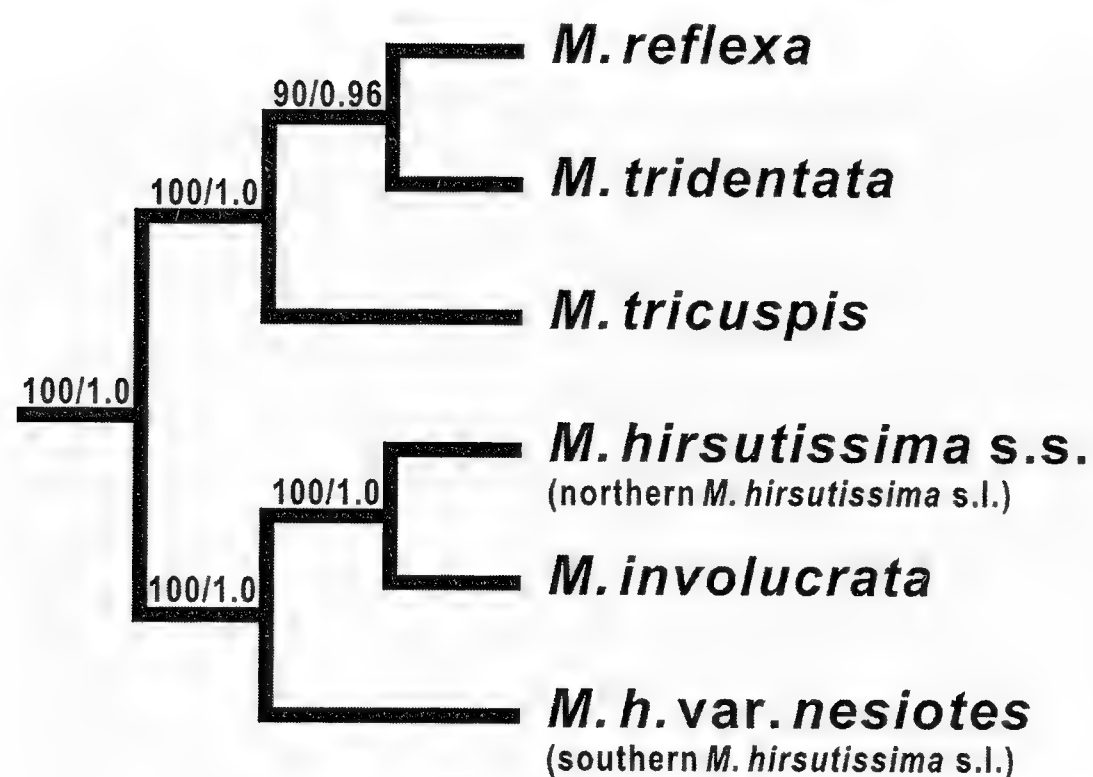 M. reflexa
90/0.96
M. tridentata
100/1.0
M. tricuspis
100/1.0
M. hirsutissima s.s.
(northern M. hirsutissima s.l.)
100/1.0
M. involucrata
100/1.0
M. h. var. nesiotes
(southern M. hirsutissima s.l.)